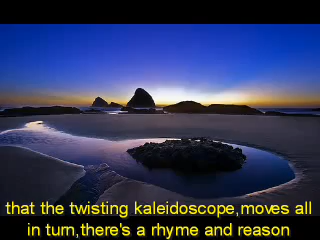 that the twisting kaleidoscope,moves all
in turn,there's a rhyme and reason